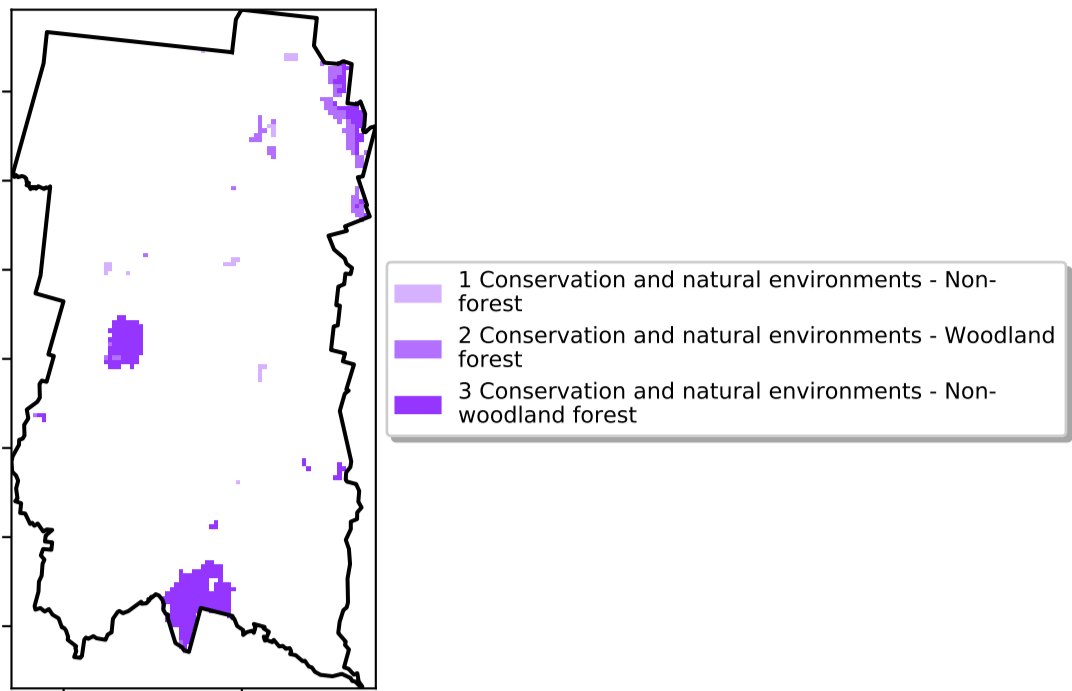 1 Conservation and natural environments - Non-
forest
2 Conservation and natural environments - Woodland
forest
3 Conservation and natural environments - Non-
woodland forest